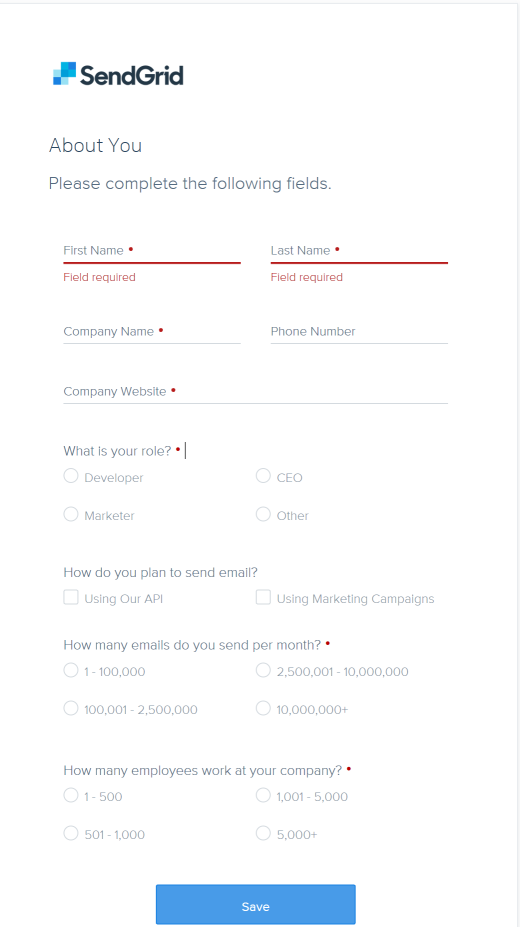 SendGrid
About You
Please complete the following fields.
First Name • Last Name •
Field required Field required
Company Name • Phone Number
Company Website •
What is your role? •
Developer CEO
Marketer Other
How do you plan to send email?
Using Our API Using Marketing Campaigns
How many emails do you send per month? •
1 - 100,000 2,500,001 - 10,000,000
100,001 - 2,500,000 10,000,000+
How many employees work at your company? •
1 - 500 1,001 - 5,000
501 - 1,000 5,000+
Save